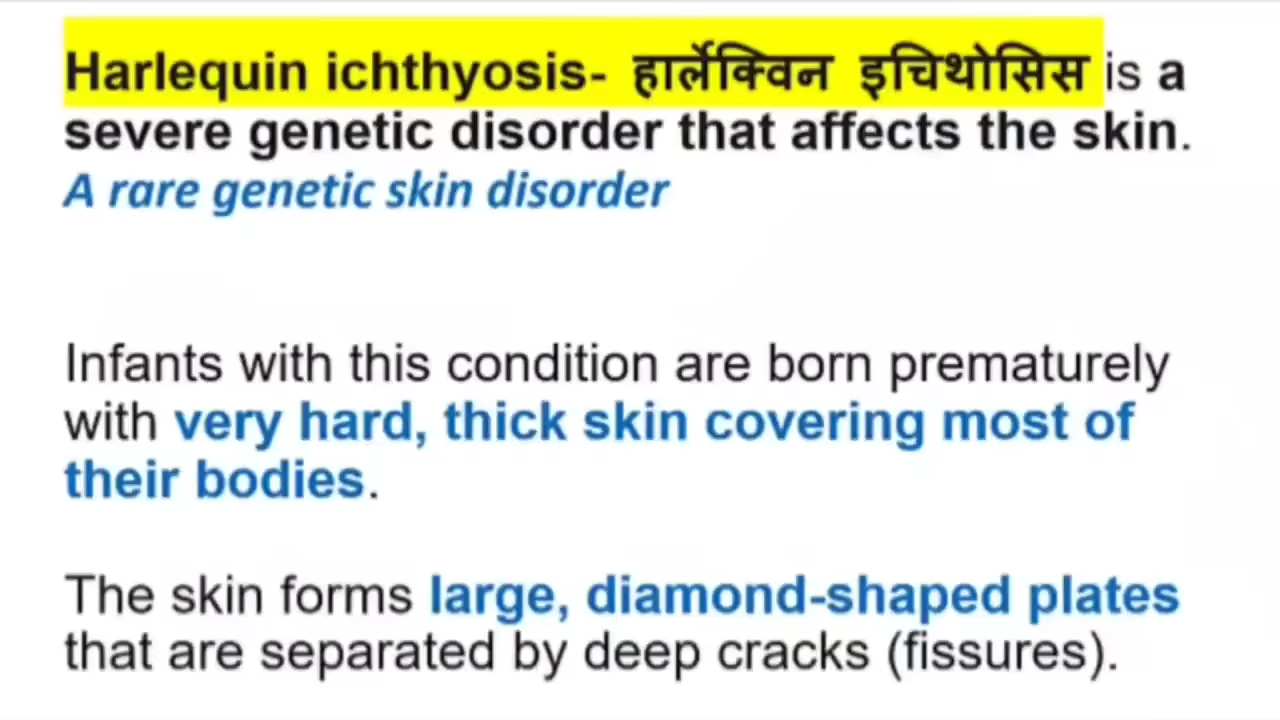 Harlequin ichthyosis- हार्लेक्विन इचिथोसिस is a
severe genetic disorder that affects the skin.
A rare genetic skin disorder
Infants with this condition are born prematurely
with very hard, thick skin covering most of
their bodies.
The skin forms large, diamond-shaped plates
that are separated by deep cracks (fissures).